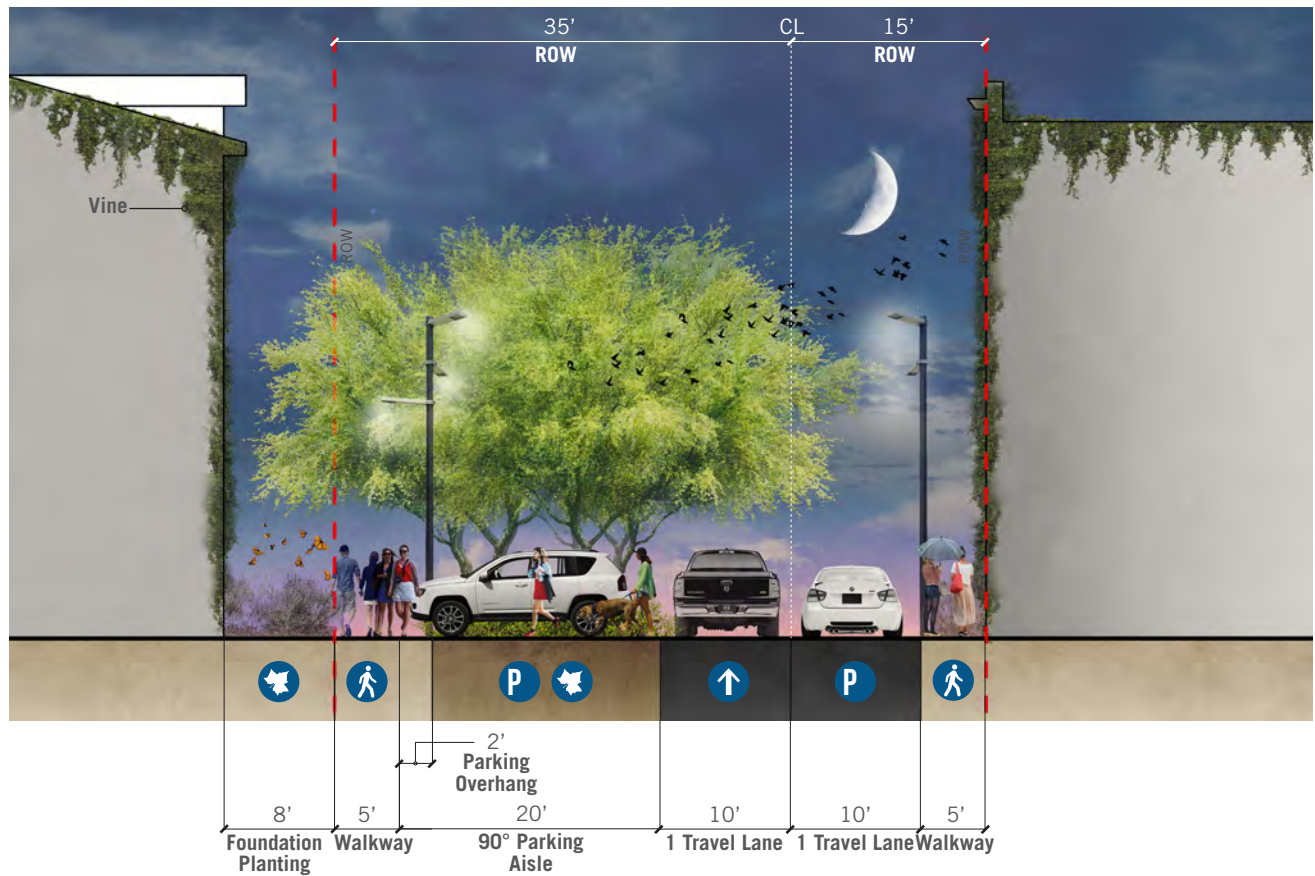 35’ CL 15’
ROW ROW
Vine
ROW ROW
P P
2’
Parking
Overhang
8’ 5’ 20’ 10’ 10’ 5’
Foundation Walkway 90° Parking 1 Travel Lane 1 Travel Lane Walkway
Planting Aisle